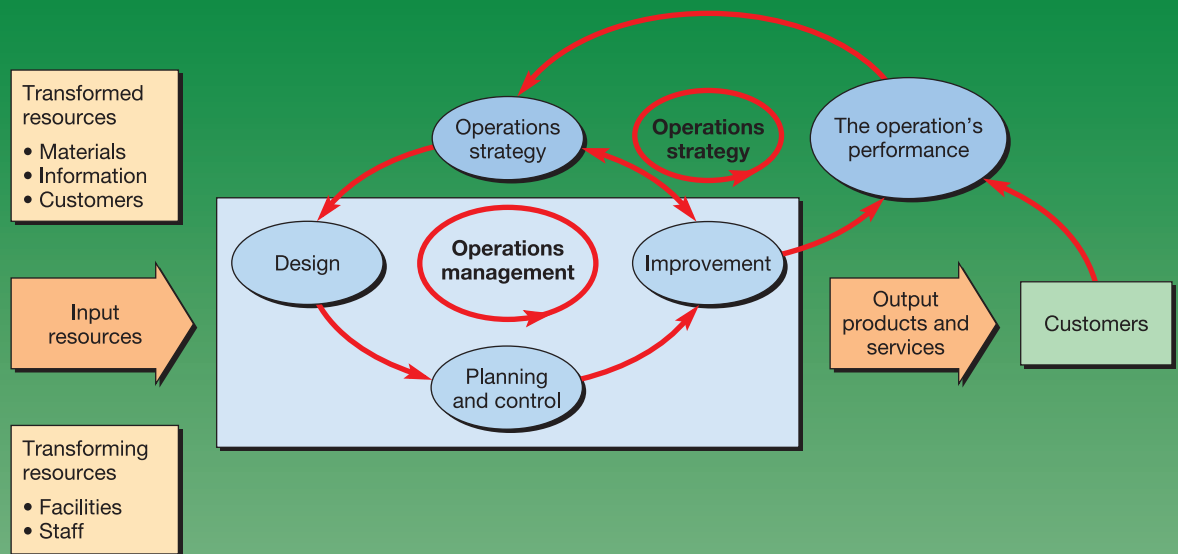 Transformed
resources
• Materials
• Information
• Customers
Input
resources
Transforming
resources
• Facilities
• Staff
Operations
strategy
Operations
strategy
The operation's
performance
Design
Operations
management
Improvement
Planning
and control
Output
products and
services
Customers